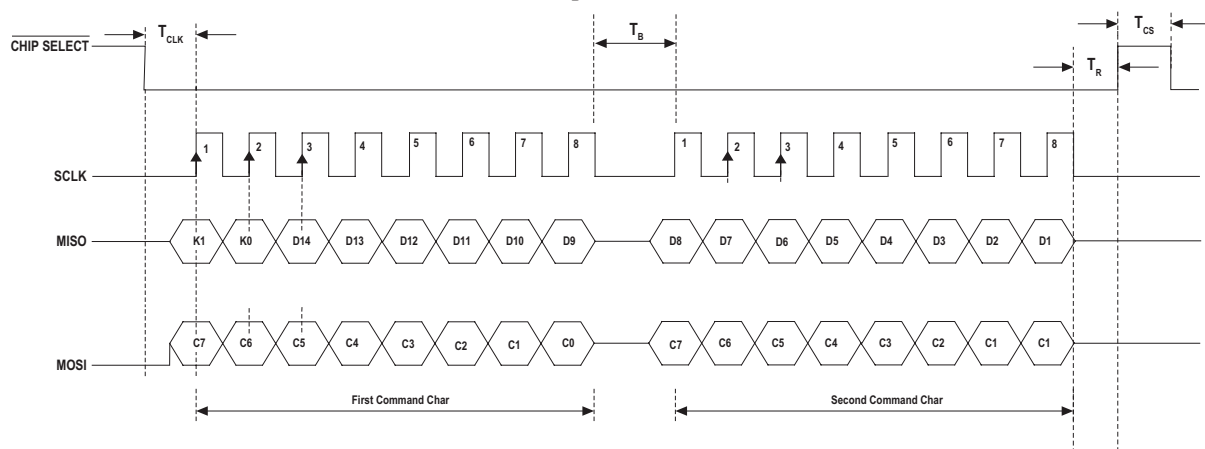 T_CLK T_B T_CS
CHIP SELECT
T_R
1 2 3 4 5 6 7 8 1 2 3 4 5 6 7 8
SCLK
MISO K1 K0 D14 D13 D12 D11 D10 D9 D8 D7 D6 D5 D4 D3 D2 D1
C7 C6 C5 C4 C3 C2 C1 C0 C7 C6 C5 C4 C3 C2 C1 C1
MOSI
First Command Char Second Command Char